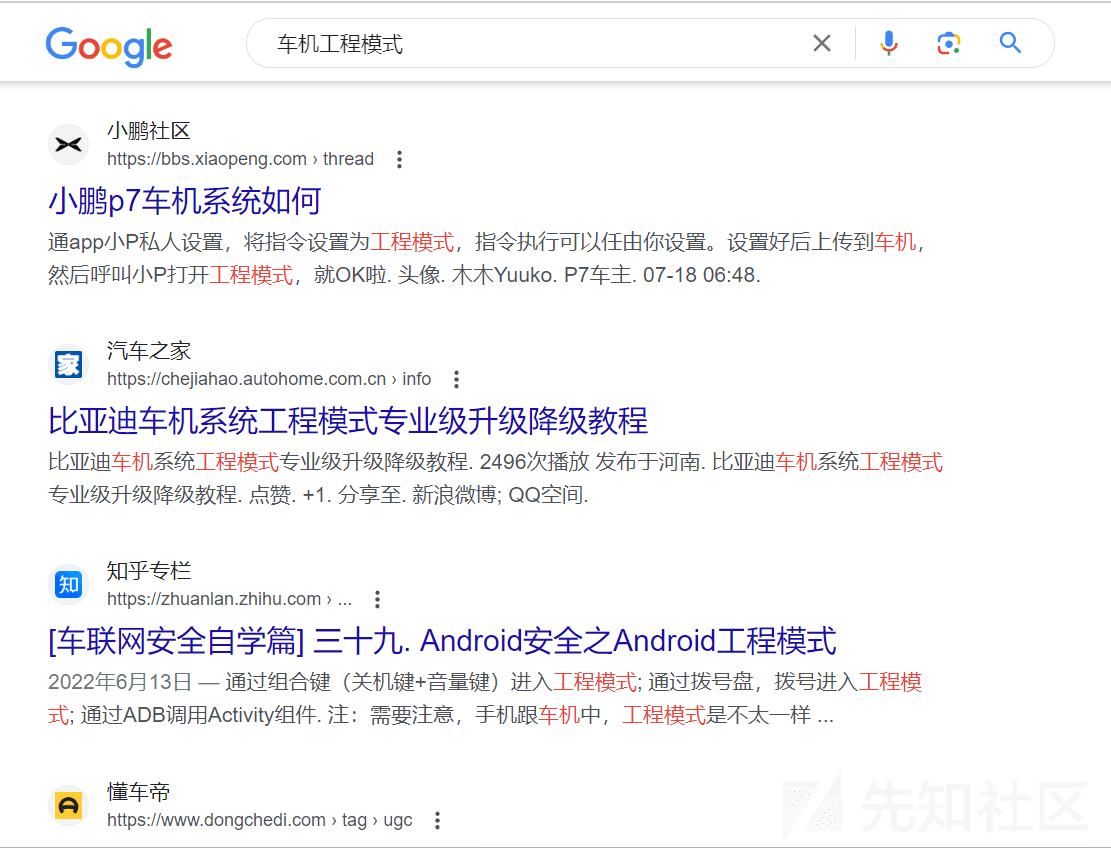 Google
车机工程模式
小鹏社区
https://bbs.xiaopeng.com › thread
小鹏p7车机系统如何
通app小P私人设置，将指令设置为工程模式，指令执行可以任由你设置。设置好后上传到车机，
然后呼叫小P打开工程模式，就OK啦. 头像. 木木Yuuko. P7车主. 07-18 06:48.
家
汽车之家
https://chejiahao.autohome.com.cn › info
比亚迪车机系统工程模式专业级升级降级教程
比亚迪车机系统工程模式专业级升级降级教程. 2496次播放 发布于河南. 比亚迪车机系统工程模式
专业级升级降级教程. 点赞. +1. 分享至. 新浪微博; QQ空间.
知
知乎专栏
https://zhuanlan.zhihu.com › ...
[车联网安全自学篇] 三十九. Android安全之Android工程模式
2022年6月13日 — 通过组合键（关机键+音量键）进入工程模式; 通过拨号盘，拨号进入工程模
式; 通过ADB调用Activity组件. 注：需要注意，手机跟车机中，工程模式是不太一样 ...
懂车帝
https://www.dongchedi.com › tag › ugc
先知社区